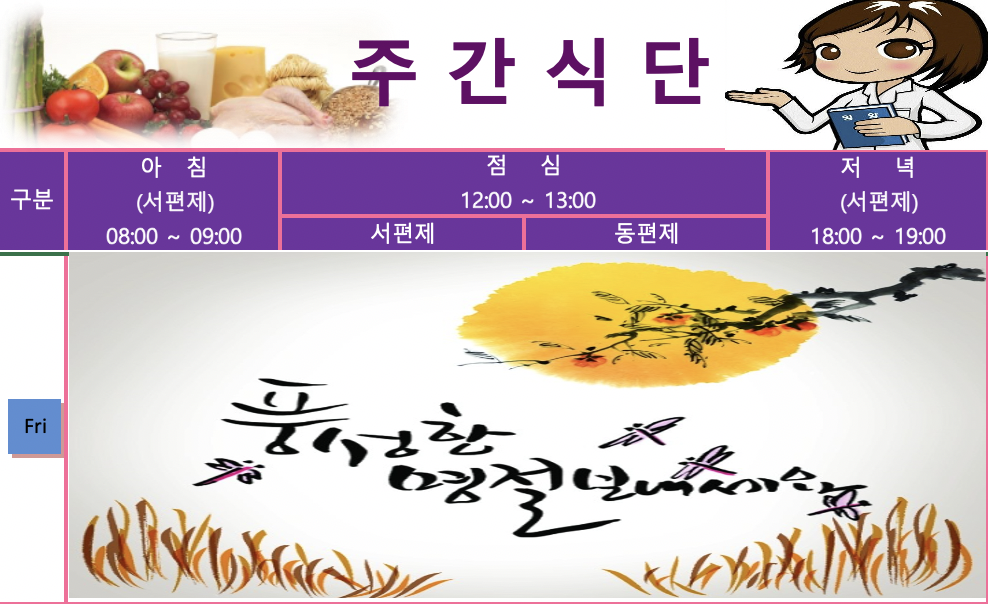 주 간 식 단
구분
아 침
(서편제)
08:00 ~ 09:00
점 심
12:00 ~ 13:00
서편제
동편제
저 녁
(서편제)
18:00 ~ 19:00
Fri
풍성한
명절보내세요